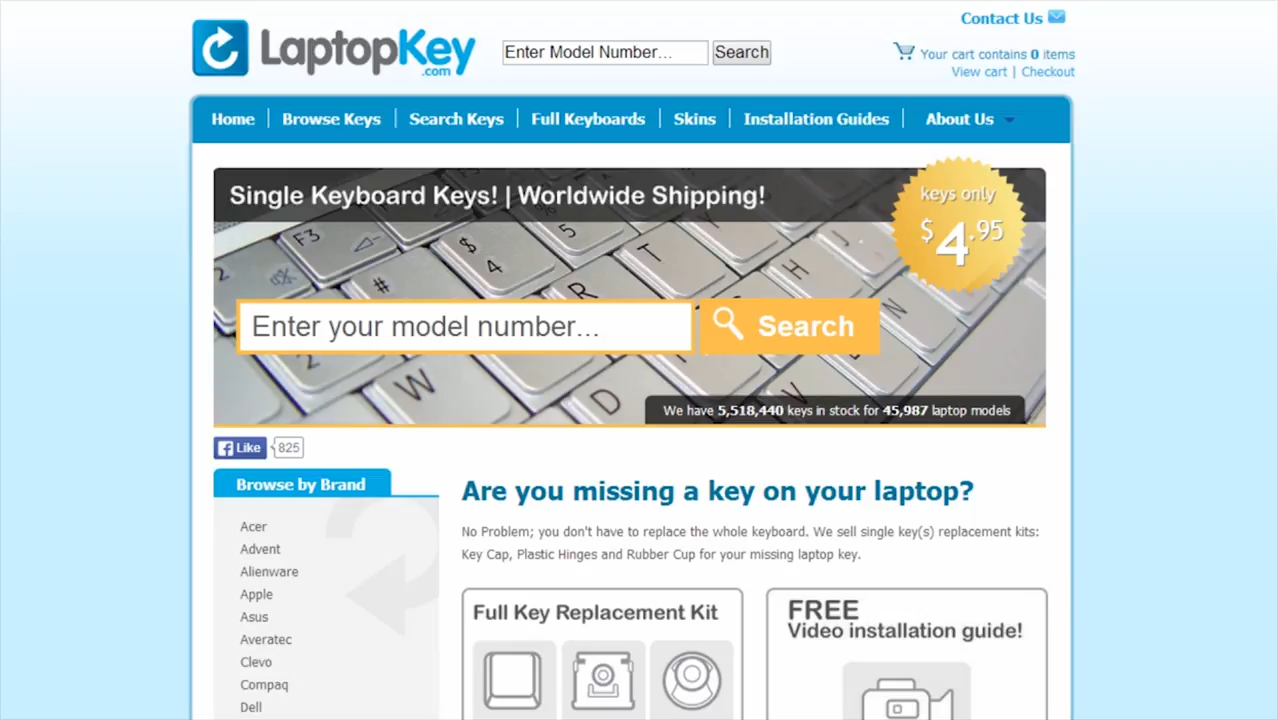 Contact Us
LaptopKey
.com
Enter Model Number...
Search
Your cart contains 0 items
View cart | Checkout
Home
Browse Keys
Search Keys
Full Keyboards
Skins
Installation Guides
About Us
Single Keyboard Keys! | Worldwide Shipping!
keys only
$4.95
F3
$
4
5
T
J
2
#
R
H
N
Enter your model number...
Search
2
W
D
V
We have 5,518,440 keys in stock for 45,987 laptop models
Like
825
Browse by Brand
Acer
Advent
Alienware
Apple
Asus
Averatec
Clevo
Compaq
Dell
Are you missing a key on your laptop?
No Problem; you don't have to replace the whole keyboard. We sell single key(s) replacement kits:
Key Cap, Plastic Hinges and Rubber Cup for your missing laptop key.
Full Key Replacement Kit
FREE
Video installation guide!